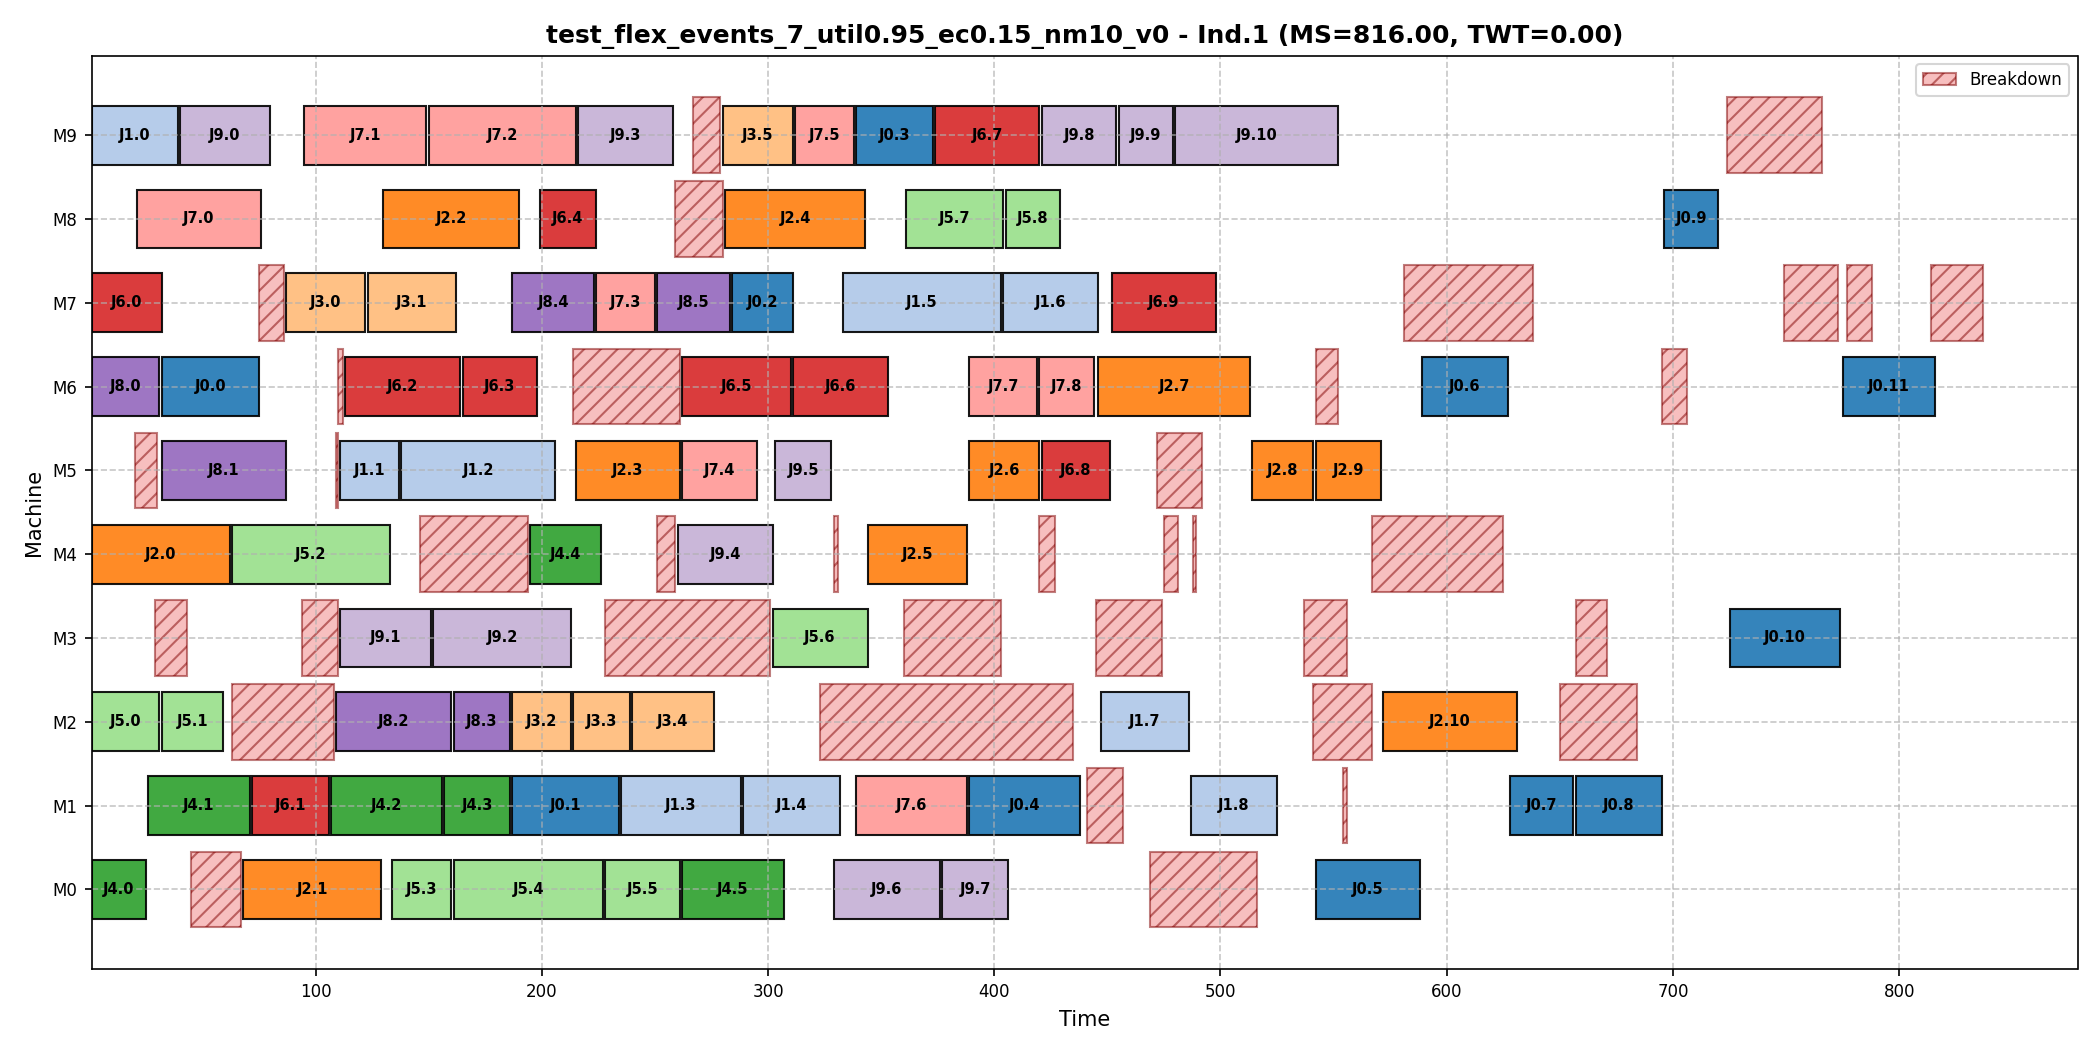 test_flex_events_7_util0.95_ec0.15_nm10_v0 - Ind.1 (MS=816.00, TWT=0.00)
Breakdown
M9 J1.0 J9.0 J7.1 J7.2 J9.3 J3.5 J7.5 J0.3 J6.7 J9.8 J9.9 J9.10
M8 J7.0 J2.2 J6.4 J2.4 J5.7 J5.8 J0.9
M7 J6.0 J3.0 J3.1 J8.4 J7.3 J8.5 J0.2 J1.5 J1.6 J6.9
M6 J8.0 J0.0 J6.2 J6.3 J6.5 J6.6 J7.7 J7.8 J2.7 J0.6 J0.11
M5 J8.1 J1.1 J1.2 J2.3 J7.4 J9.5 J2.6 J6.8 J2.8 J2.9
M4 J2.0 J5.2 J4.4 J9.4 J2.5
M3 J9.1 J9.2 J5.6 J0.10
M2 J5.0 J5.1 J8.2 J8.3 J3.2 J3.3 J3.4 J1.7 J2.10
M1 J4.1 J6.1 J4.2 J4.3 J0.1 J1.3 J1.4 J7.6 J0.4 J1.8 J0.7 J0.8
M0 J4.0 J2.1 J5.3 J5.4 J5.5 J4.5 J9.6 J9.7 J0.5
Machine
100 200 300 400 500 600 700 800
Time